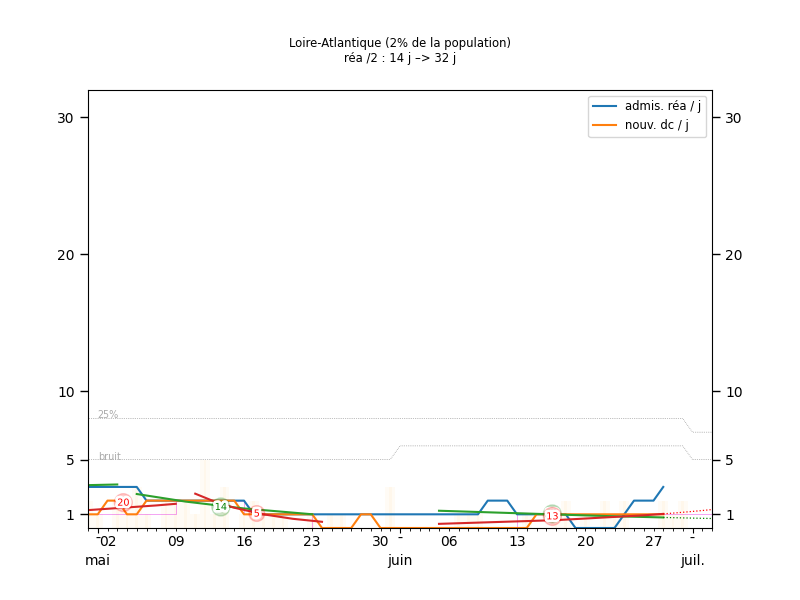 Loire-Atlantique (2% de la population)
réa /2 : 14 j –> 32 j
admis. réa / j
nouv. dc / j
30 30
20 20
10 10
25%
5 bruit 5
20 14 5 13
1 1
02 09 16 23 30 06 13 20 27
mai juin juil.